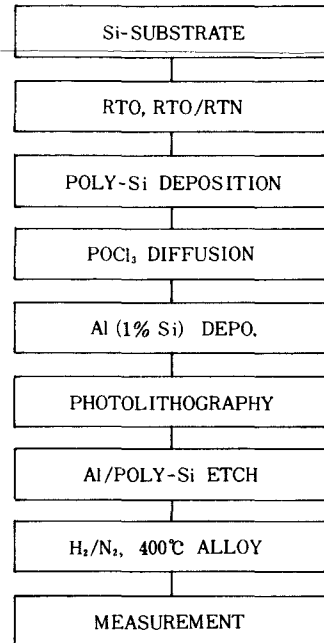 Si-SUBSTRATE
RTO, RTO/RTN
POLY-Si DEPOSITION
POCl₃ DIFFUSION
Al (1% Si) DEPO.
PHOTOLITHOGRAPHY
Al/POLY-Si ETCH
H₂/N₂, 400℃ ALLOY
MEASUREMENT